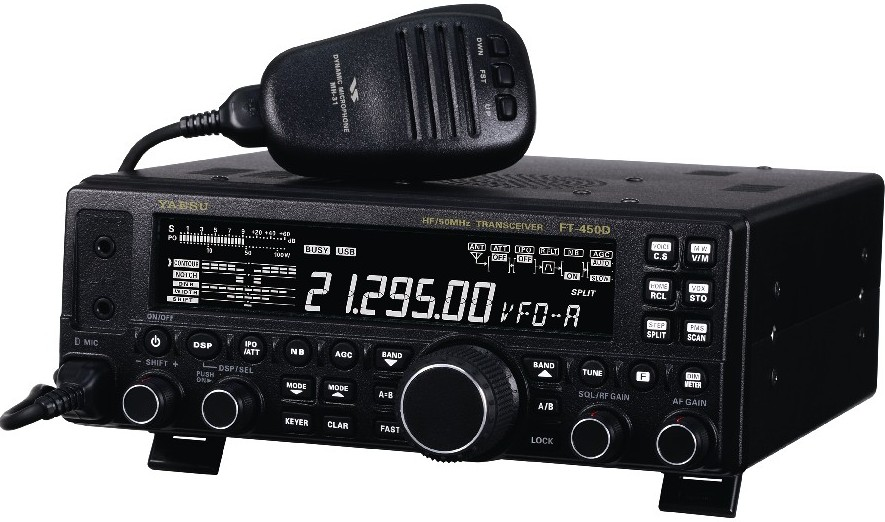 DWN
FST
UP
DYNAMIC MICROPHONE
MH-31
YAESU
HF/50MHz TRANSCEIVER FT-450D
S 1 3 5 7 9 +20 +40 +60 dB
PO 10 50 100W
BUSY USB
ANT ATT IPO R.FLT NB AGC
OFF OFF AUTO
ON SLOW
CONTOUR
NOTCH
DNR
WIDTH
SHIFT
SPLIT
21.295.00 VFO-A
VOICE C.S
M W V/M
HOME RCL
VOX STO
STEP SPLIT
PMS SCAN
ON/OFF
MIC
DSP
IPO/ATT
NB
AGC
BAND
BAND
TUNE
F
DIM METER
- SHIFT +
PUSH ON
DSP/SEL
MODE
MODE
A=B
A/B
SQL/RF GAIN
AF GAIN
KEYER
CLAR
FAST
LOCK